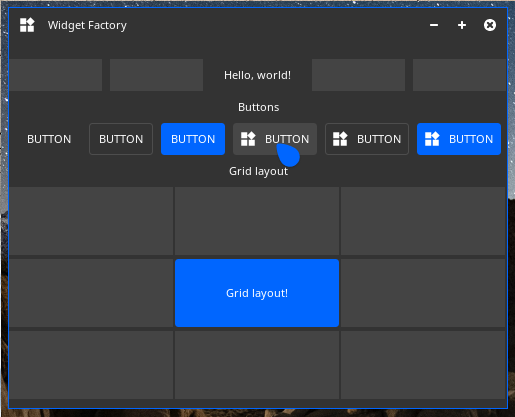 Widget Factory
Hello, world!
Buttons
BUTTON BUTTON BUTTON BUTTON BUTTON BUTTON
Grid layout
Grid layout!